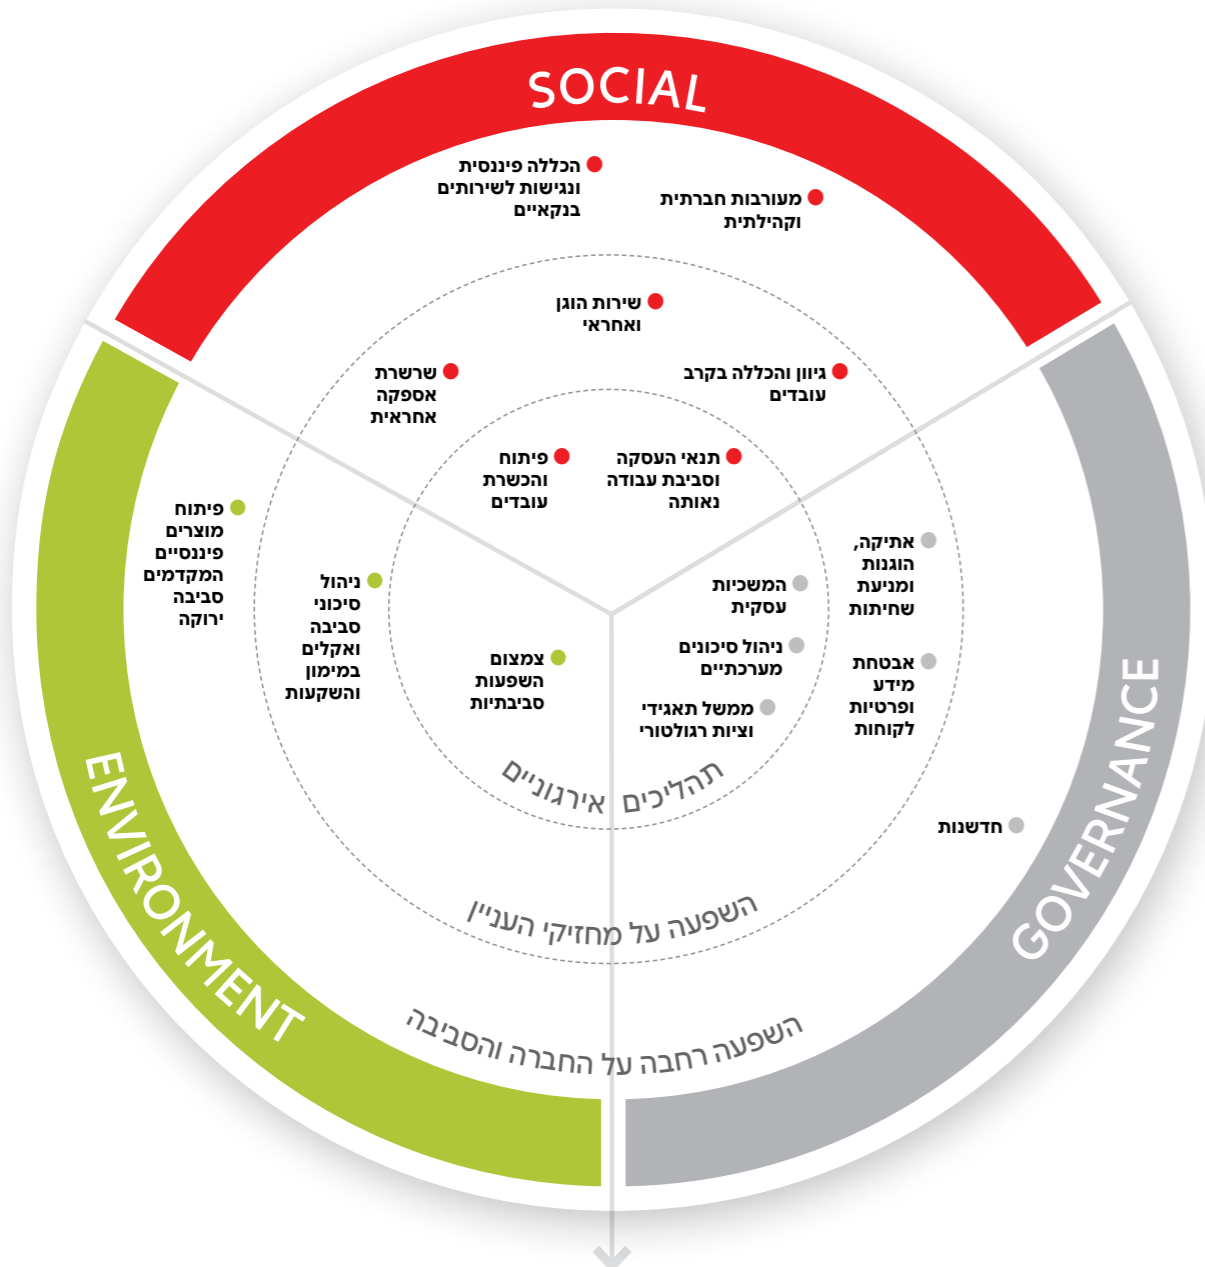 SOCIAL
הכללה פיננסית
ונגישות לשירותים
בנקאיים
מעורבות חברתית
וקהילתית
שירות הוגן
ואחראי
שרשרת
אספקה
אחראית
גיוון והכללה בקרב
עובדים
פיתוח
והכשרת
עובדים
תנאי העסקה
וסביבת עבודה
נאותה
ENVIRONMENT
פיתוח
מוצרים
פיננסיים
המקדמים
סביבה
ירוקה
ניהול
סיכוני
סביבה
ואקלים
במימון
והשקעות
צמצום
השפעות
סביבתיות
GOVERNANCE
אתיקה,
הוגנות
ומניעת
שחיתות
אבטחת
מידע
ופרטיות
לקוחות
המשכיות
עסקית
ניהול סיכונים
מערכתיים
ממשל תאגידי
וציות רגולטורי
חדשנות
תהליכים אירגוניים
השפעה על מחזיקי העניין
השפעה רחבה על החברה והסביבה